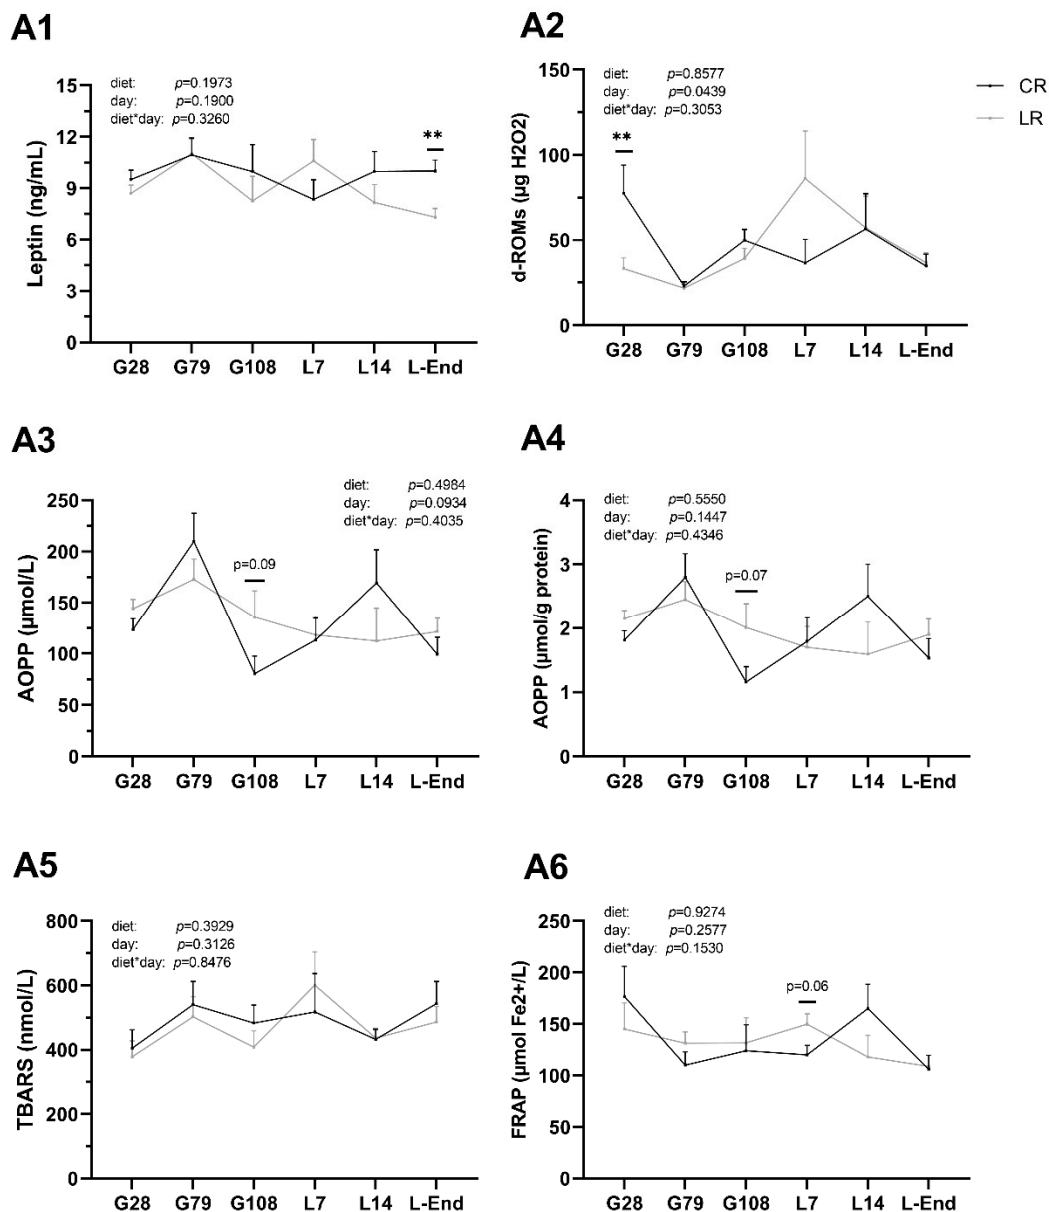 A1
diet: p=0.1973
day: p=0.1900
diet*day: p=0.3260
**
15
12
9
6
3
0
Leptin (ng/mL)
G28 G79 G108 L7 L14 L-End
A2
diet: p=0.8577
day: p=0.0439
diet*day: p=0.3053
**
150
100
50
0
d-ROMs (µg H2O2)
G28 G79 G108 L7 L14 L-End
CR
LR
A3
diet: p=0.4984
day: p=0.0934
diet*day: p=0.4035
p=0.09
250
200
150
100
50
0
AOPP (µmol/L)
G28 G79 G108 L7 L14 L-End
A4
diet: p=0.5550
day: p=0.1447
diet*day: p=0.4346
p=0.07
4
3
2
1
0
AOPP (µmol/g protein)
G28 G79 G108 L7 L14 L-End
A5
diet: p=0.3929
day: p=0.3126
diet*day: p=0.8476
800
600
400
200
0
TBARS (nmol/L)
G28 G79 G108 L7 L14 L-End
A6
diet: p=0.9274
day: p=0.2577
diet*day: p=0.1530
p=0.06
250
200
150
100
50
0
FRAP (µmol Fe2+/L)
G28 G79 G108 L7 L14 L-End